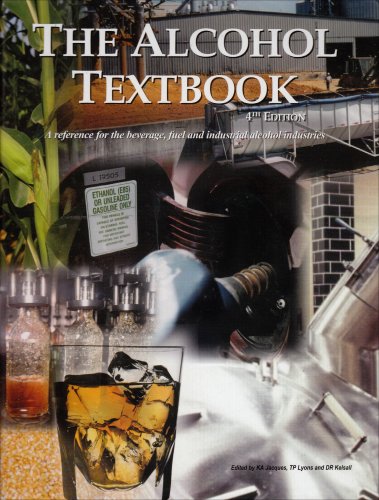 THE ALCOHOL
TEXTBOOK
4TH EDITION
A reference for the beverage, fuel and industrial alcohol industries
L 19505
ETHANOL (E85)
OR UNLEADED
GASOLINE ONLY
Edited by KA Jacques, TP Lyons and DR Kelsall